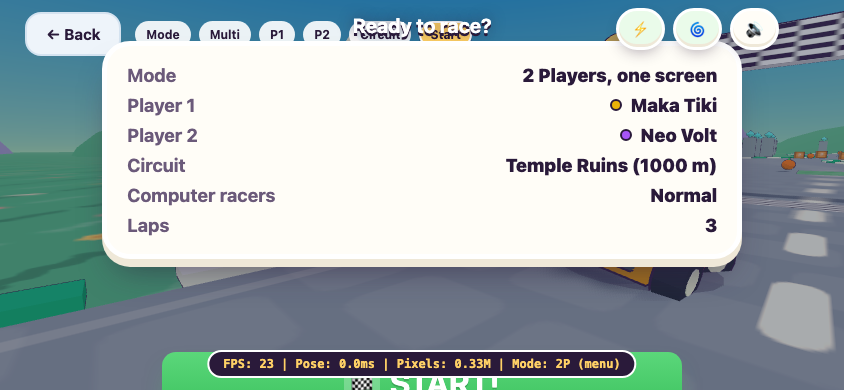 ← Back
Mode
Multi
P1
P2
Circuit
Start
Ready to race?
Mode 2 Players, one screen
Player 1 Maka Tiki
Player 2 Neo Volt
Circuit Temple Ruins (1000 m)
Computer racers Normal
Laps 3
FPS: 23 | Pose: 0.0ms | Pixels: 0.33M | Mode: 2P (menu)
START!